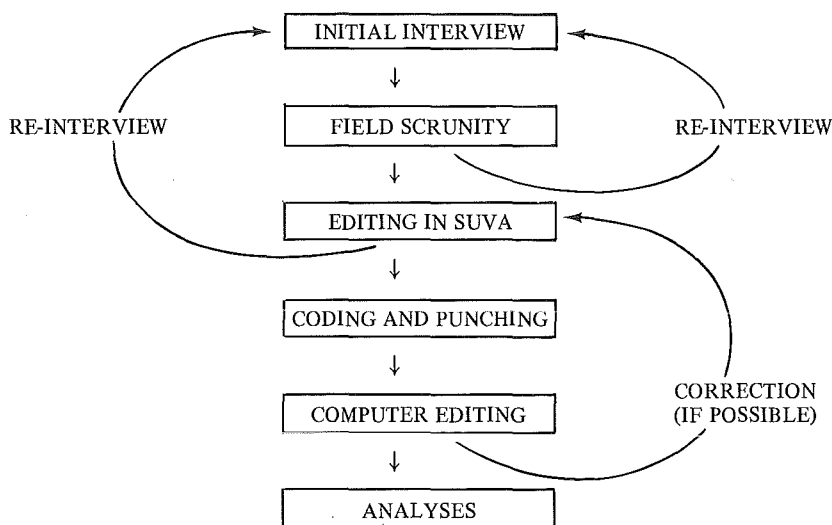 INITIAL INTERVIEW
RE-INTERVIEW
FIELD SCRUNITY
RE-INTERVIEW
EDITING IN SUVA
CODING AND PUNCHING
CORRECTION
(IF POSSIBLE)
COMPUTER EDITING
ANALYSES